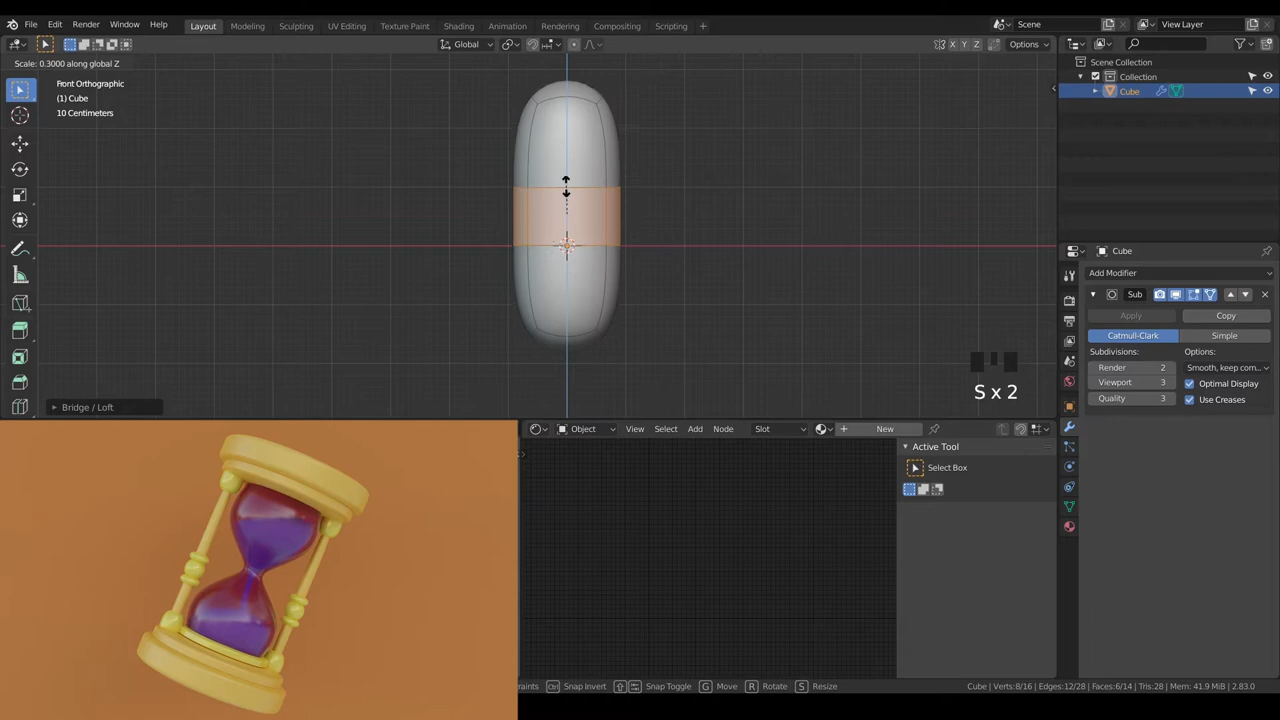 File Edit Render Window Help Layout Modeling Sculpting UV Editing Texture Paint Shading Animation Rendering Compositing Scripting + Scene View Layer
Global X Y Z Options
Scale: 0.3000 along global Z
Scene Collection
Front Orthographic
Collection
(1) Cube
Cube
10 Centimeters
Cube
Add Modifier
Sub
Apply Copy
Catmull-Clark Simple
Subdivisions: Options:
Render 2 Smooth, keep corn...
Viewport 3 Optimal Display
Quality 3 Use Creases
S x 2
Bridge / Loft
Object View Select Add Node Slot New
Active Tool
Select Box
Snap Invert Snap Toggle G Move R Rotate S Resize Cube | Verts:8/16 | Edges:12/28 | Faces:6/14 | Tris:28 | Mem: 41.9 MiB | 2.83.0